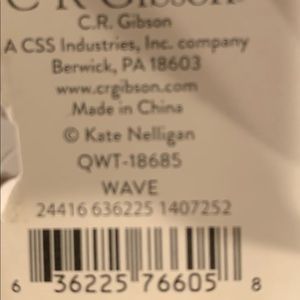 C R Gibson
C.R. Gibson
A CSS Industries, Inc. company
Berwick, PA 18603
www.crgibson.com
Made in China
© Kate Nelligan
QWT-18685
WAVE
24416 636225 1407252
6 36225 76605 8